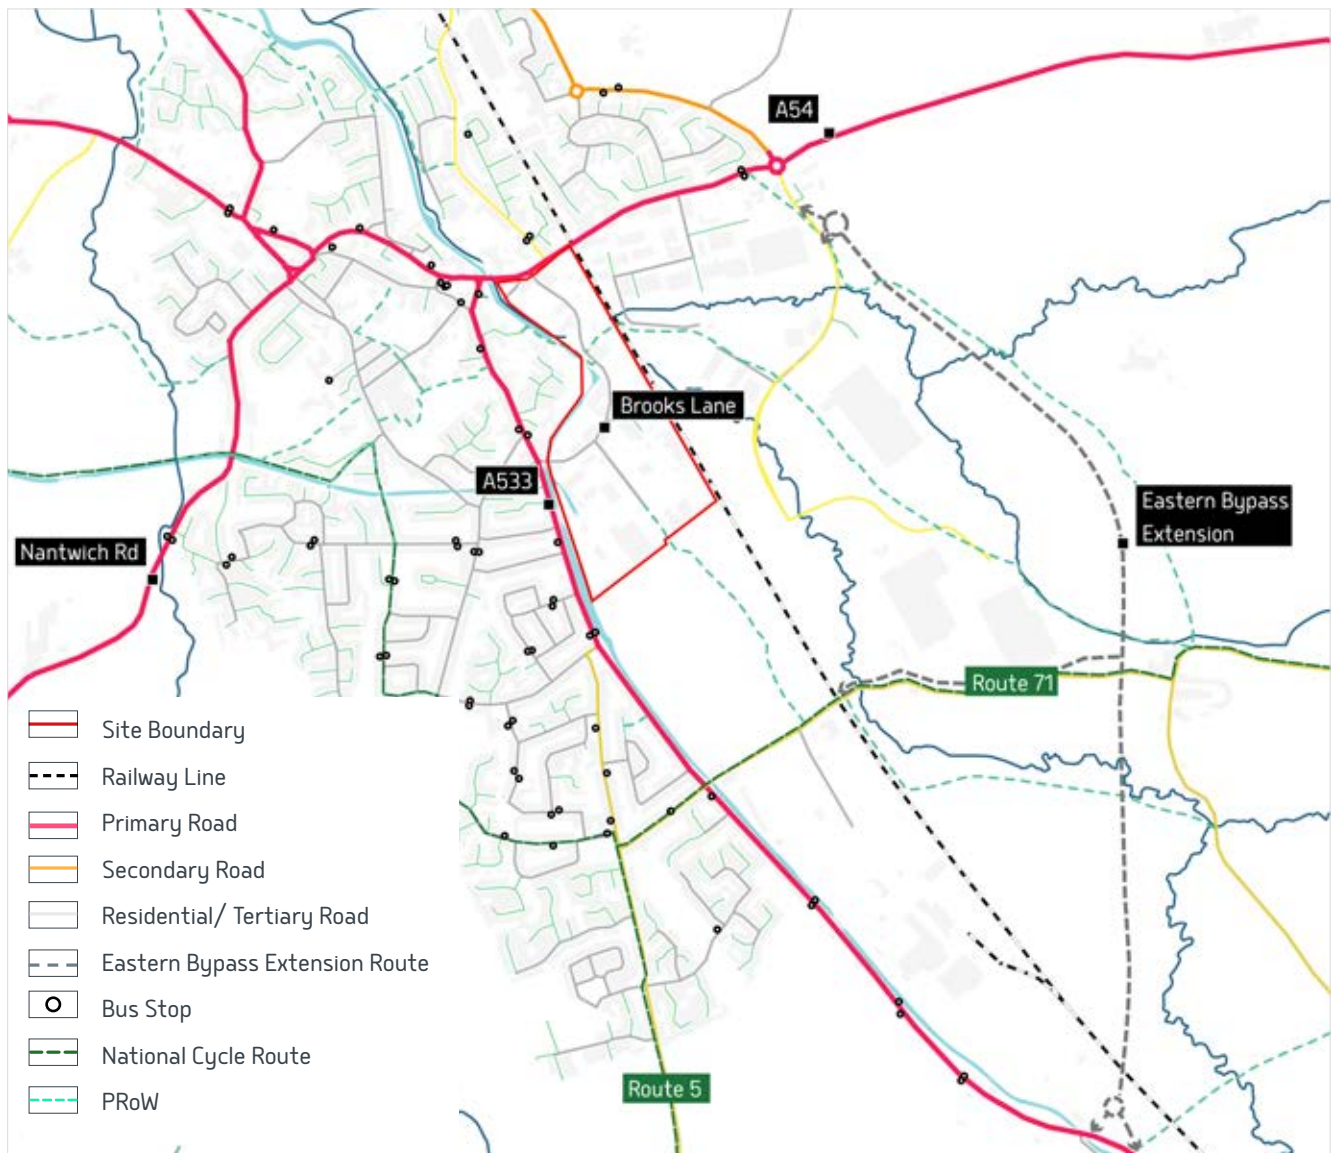 A54
Brooks Lane
A533
Eastern Bypass
Extension
Nantwich Rd
Route 71
Site Boundary
Railway Line
Primary Road
Secondary Road
Residential/ Tertiary Road
Eastern Bypass Extension Route
Bus Stop
National Cycle Route
PRoW
Route 5